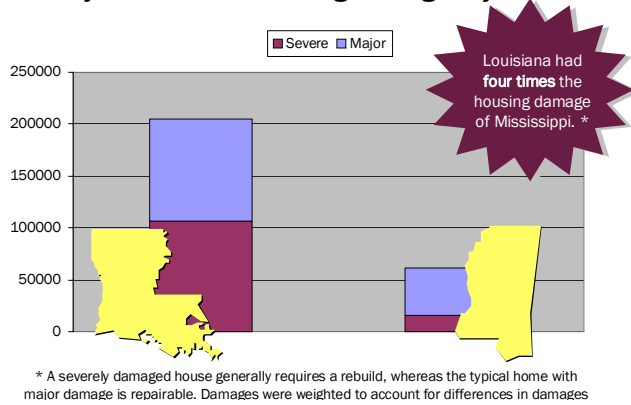 Severe Major
Louisiana had
four times the
housing damage
of Mississippi. *
250000
200000
150000
100000
50000
0
* A severely damaged house generally requires a rebuild, whereas the typical home with
major damage is repairable. Damages were weighted to account for differences in damages